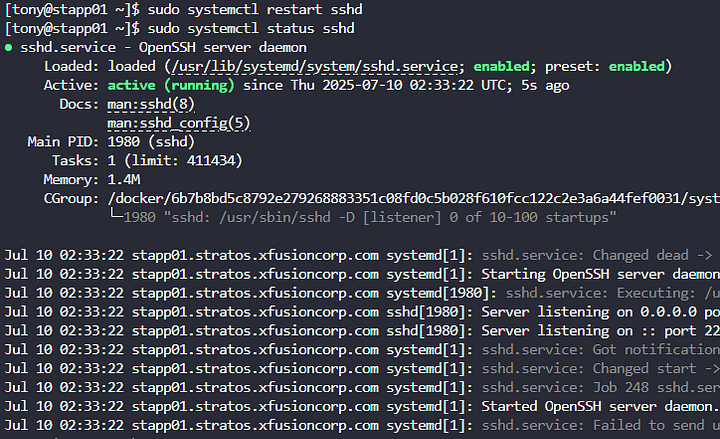 [tony@stapp01 ~]$ sudo systemctl restart sshd
[tony@stapp01 ~]$ sudo systemctl status sshd
● sshd.service - OpenSSH server daemon
Loaded: loaded (/usr/lib/systemd/system/sshd.service; enabled; preset: enabled)
Active: active (running) since Thu 2025-07-10 02:33:22 UTC; 5s ago
Docs: man:sshd(8)
man:sshd_config(5)
Main PID: 1980 (sshd)
Tasks: 1 (limit: 411434)
Memory: 1.4M
CGroup: /docker/6b7b8bd5c8792e279268883351c08fd0c5b028f610fcc122c2e3a6a44fef0031/syst
└─1980 "sshd: /usr/sbin/sshd -D [listener] 0 of 10-100 startups"
Jul 10 02:33:22 stapp01.stratos.xfusioncorp.com systemd[1]: sshd.service: Changed dead ->
Jul 10 02:33:22 stapp01.stratos.xfusioncorp.com systemd[1]: Starting OpenSSH server daemon
Jul 10 02:33:22 stapp01.stratos.xfusioncorp.com systemd[1980]: sshd.service: Executing: /u
Jul 10 02:33:22 stapp01.stratos.xfusioncorp.com sshd[1980]: Server listening on 0.0.0.0 po
Jul 10 02:33:22 stapp01.stratos.xfusioncorp.com sshd[1980]: Server listening on :: port 22
Jul 10 02:33:22 stapp01.stratos.xfusioncorp.com systemd[1]: sshd.service: Got notification
Jul 10 02:33:22 stapp01.stratos.xfusioncorp.com systemd[1]: sshd.service: Changed start ->
Jul 10 02:33:22 stapp01.stratos.xfusioncorp.com systemd[1]: sshd.service: Job 248 sshd.ser
Jul 10 02:33:22 stapp01.stratos.xfusioncorp.com systemd[1]: Started OpenSSH server daemon.
Jul 10 02:33:22 stapp01.stratos.xfusioncorp.com systemd[1]: sshd.service: Failed to send u